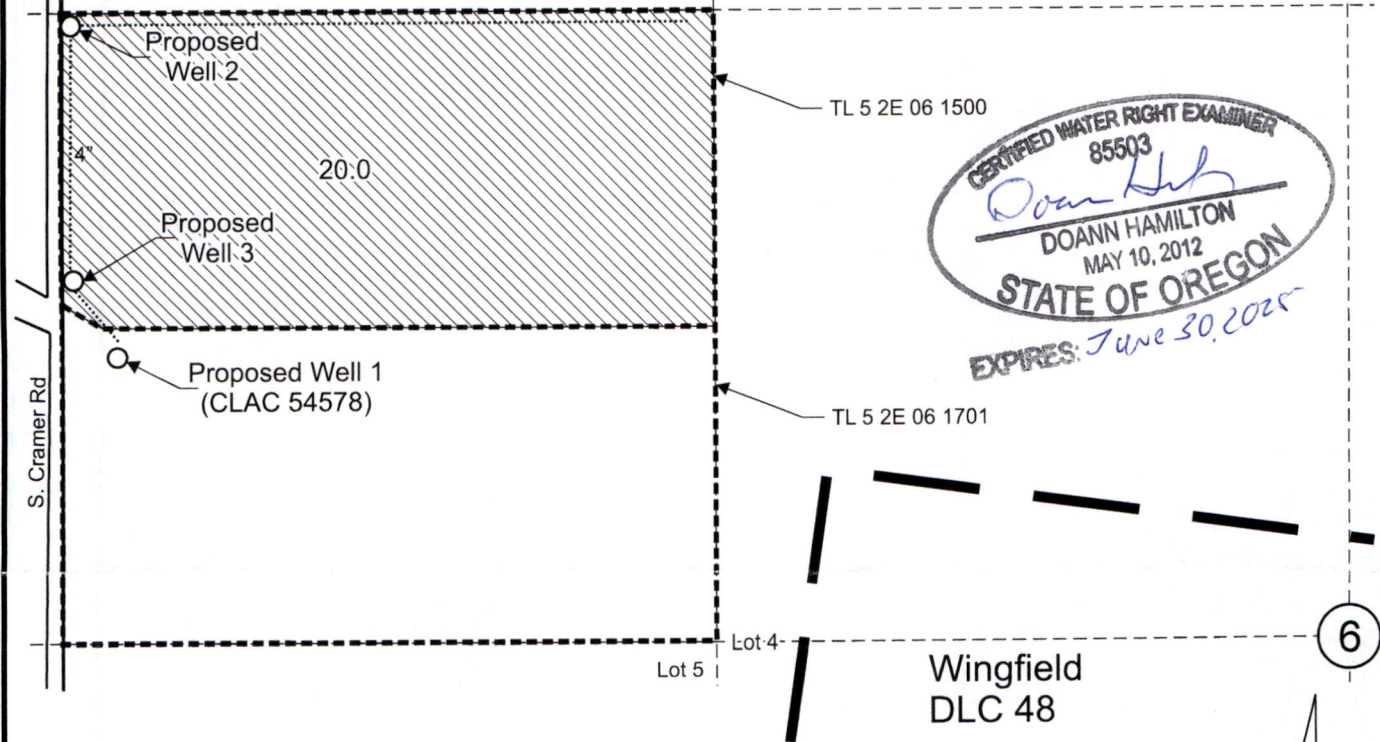 Proposed
Well 2
TL 5 2E 06 1500
CERTIFIED WATER RIGHT EXAMINER
85503
DOANN HAMILTON
MAY 10, 2012
STATE OF OREGON
EXPIRES: June 30, 2025
4"
20.0
Proposed
Well 3
Proposed Well 1
(CLAC 54578)
S. Cramer Rd
TL 5 2E 06 1701
Lot 4
Lot 5
6
Wingfield
DLC 48